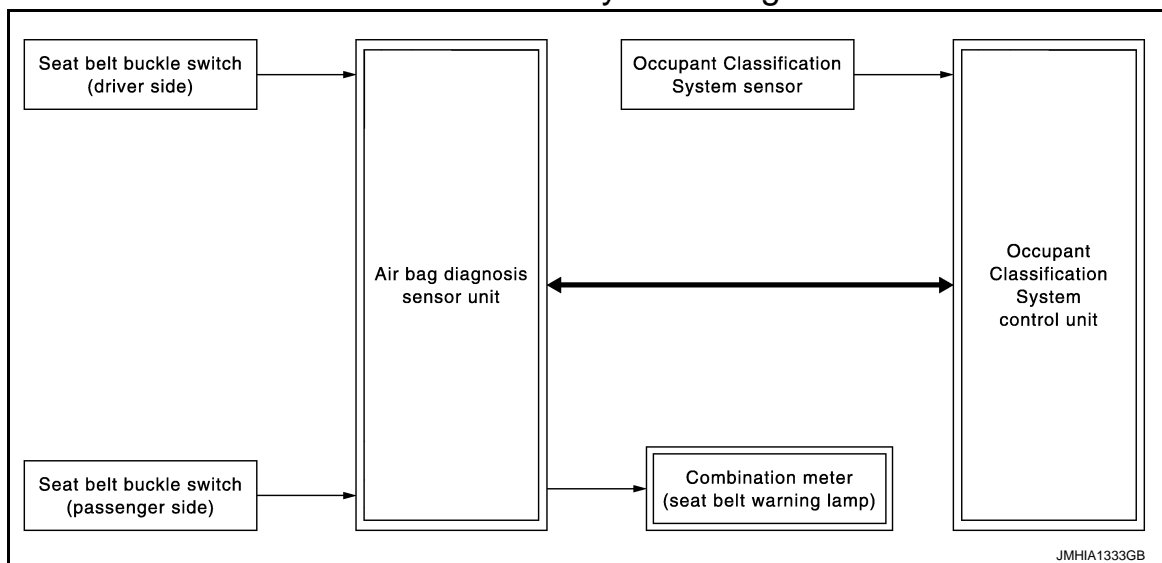 Seat belt buckle switch
(driver side)
Occupant Classification
System sensor
Air bag diagnosis
sensor unit
Occupant
Classification
System
control unit
Seat belt buckle switch
(passenger side)
Combination meter
(seat belt warning lamp)
JMHIA1333GB